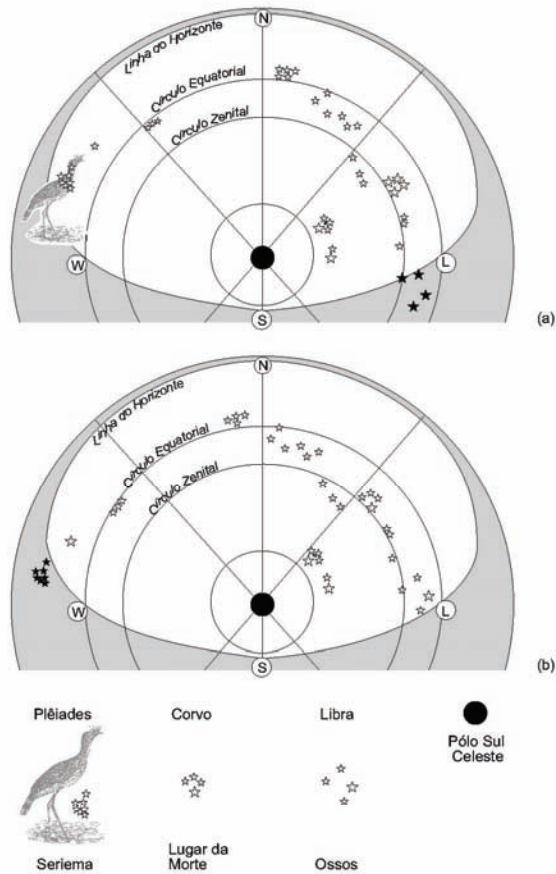 N
Linha do Horizonte
Círculo Equatorial
Círculo Zenital
W
L
S
(a)
N
Linha do Horizonte
Círculo Equatorial
Círculo Zenital
W
L
S
(b)
Plêiades
Corvo
Libra
Pólo Sul
Celeste
Seriema
Lugar da
Morte
Ossos